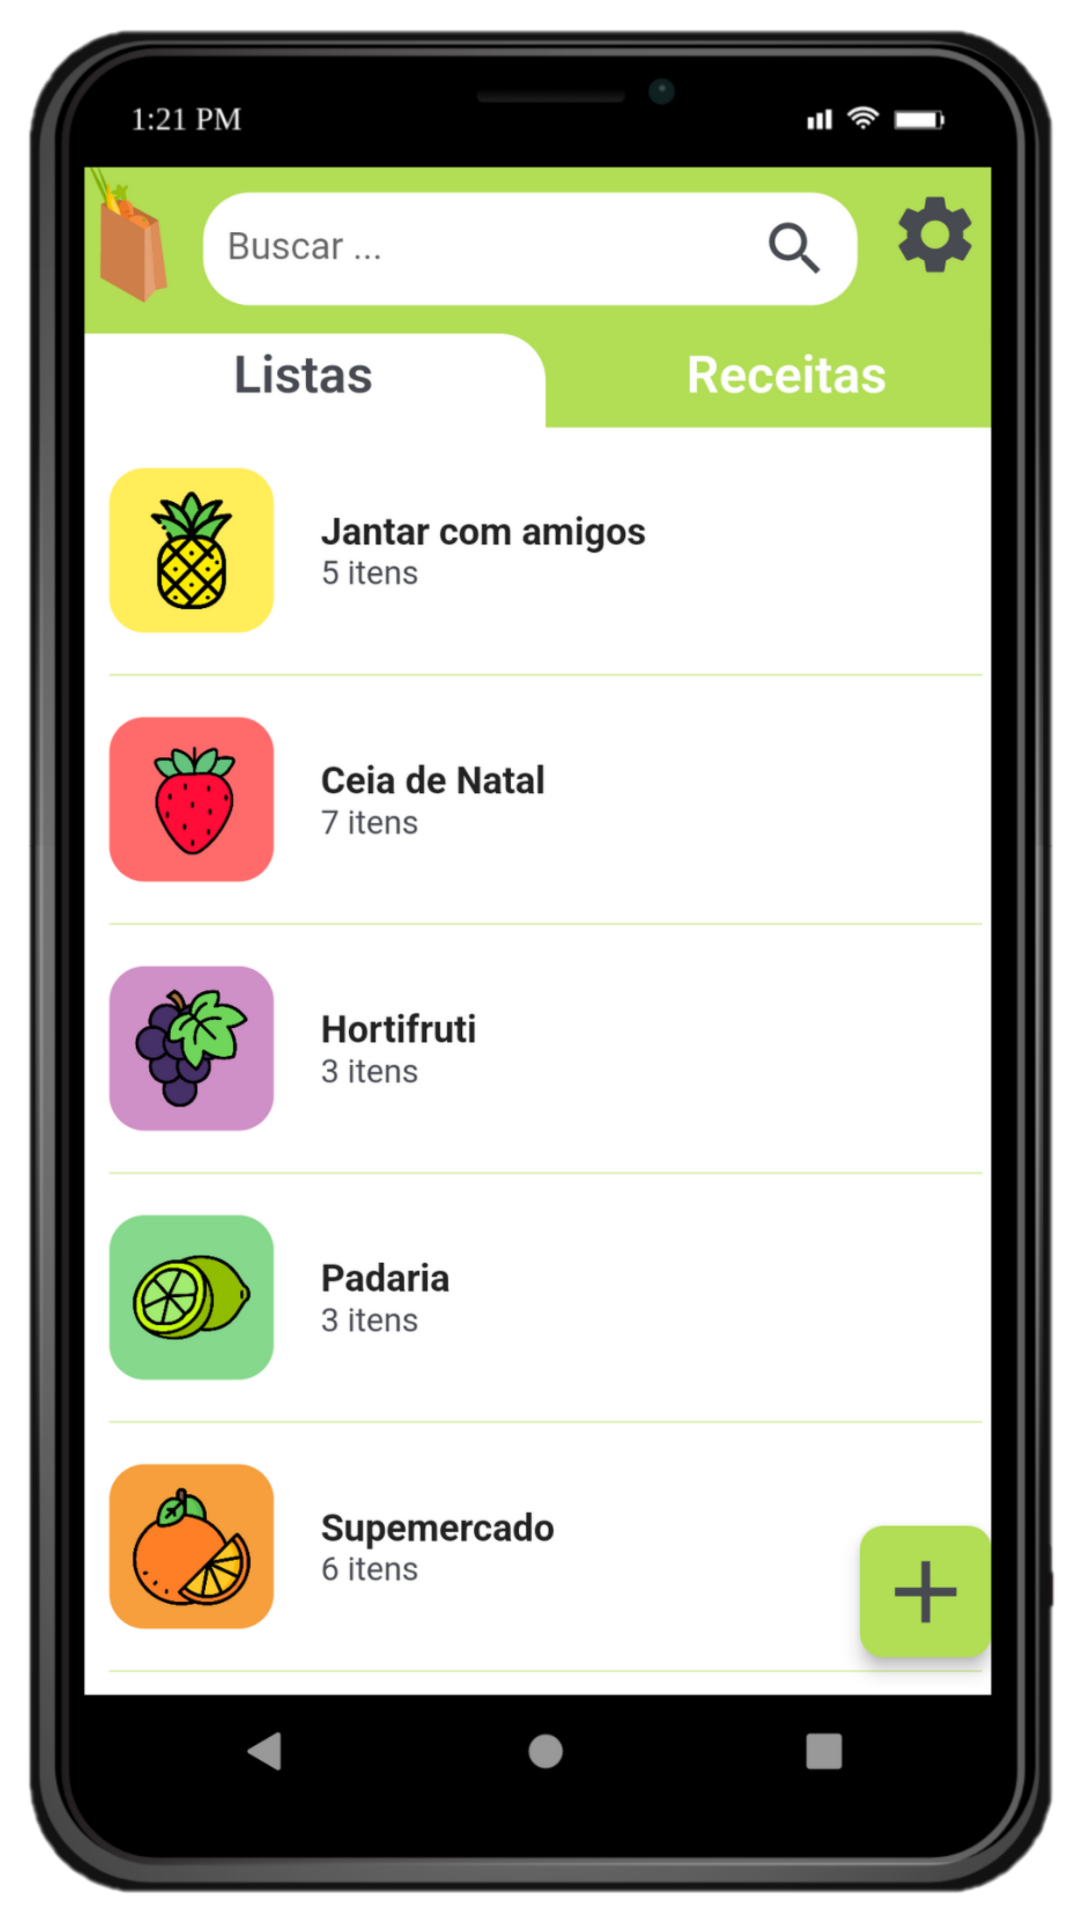 1:21 PM
Buscar ...
Listas
Receitas
Jantar com amigos
5 itens
Ceia de Natal
7 itens
Hortifruti
3 itens
Padaria
3 itens
Supemercado
6 itens